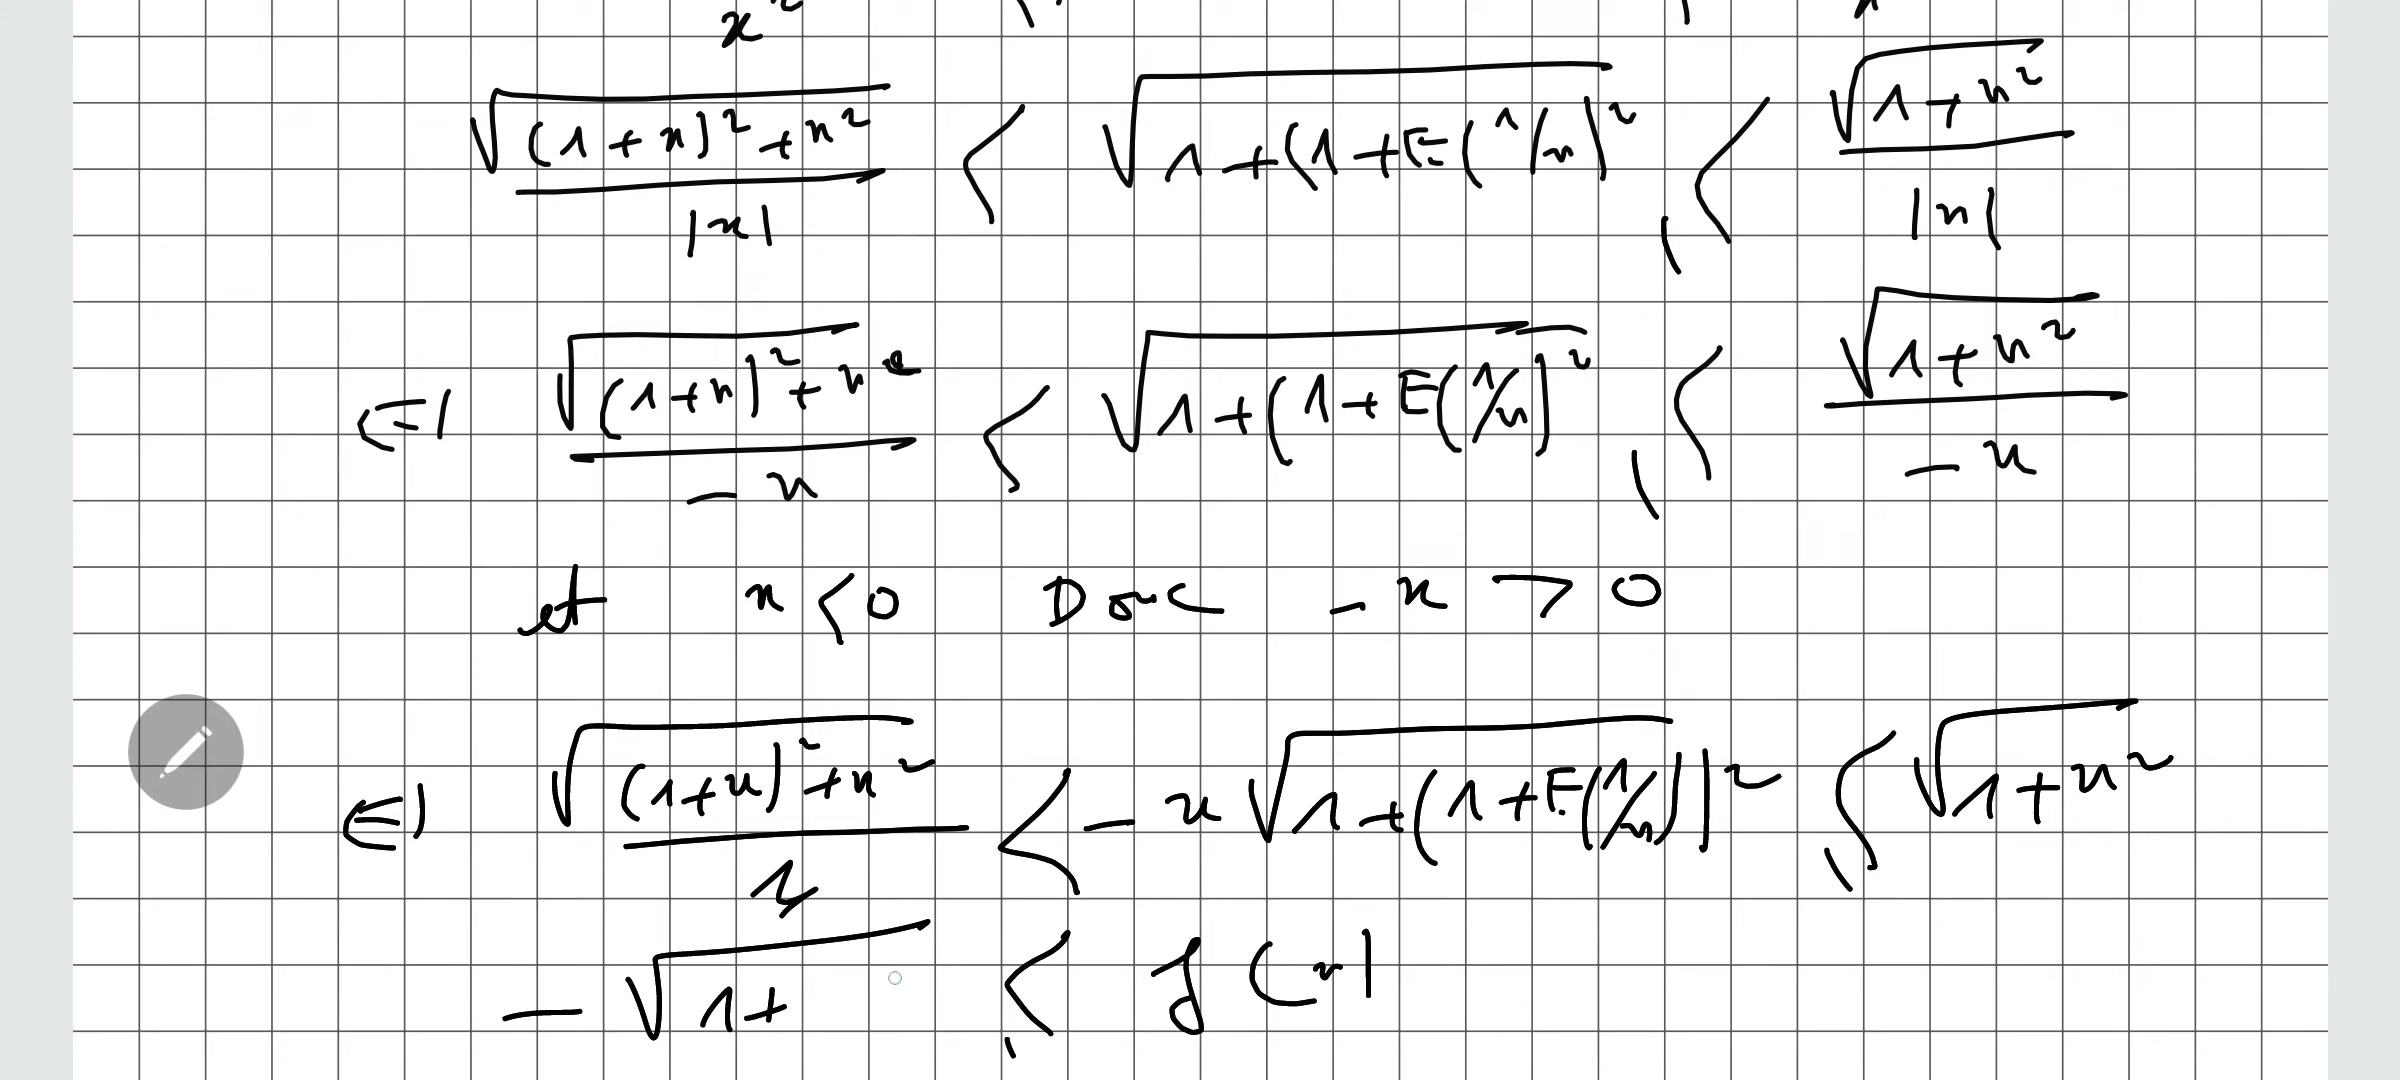 x²
√((1+x)²+x²) / |x| < √(1+(1+E(1/x)² ≤ √(1+x²) / |x|
⇔ √((1+x)²+x²) / -x < √(1+(1+E(1/x)² ≤ √(1+x²) / -x
et x<0 Donc -x > 0
⇔ √((1+x)²+x²) < -x√(1+(1+E(1/x))² ≤ √(1+x²)
-√(1+ ≤ f(x)